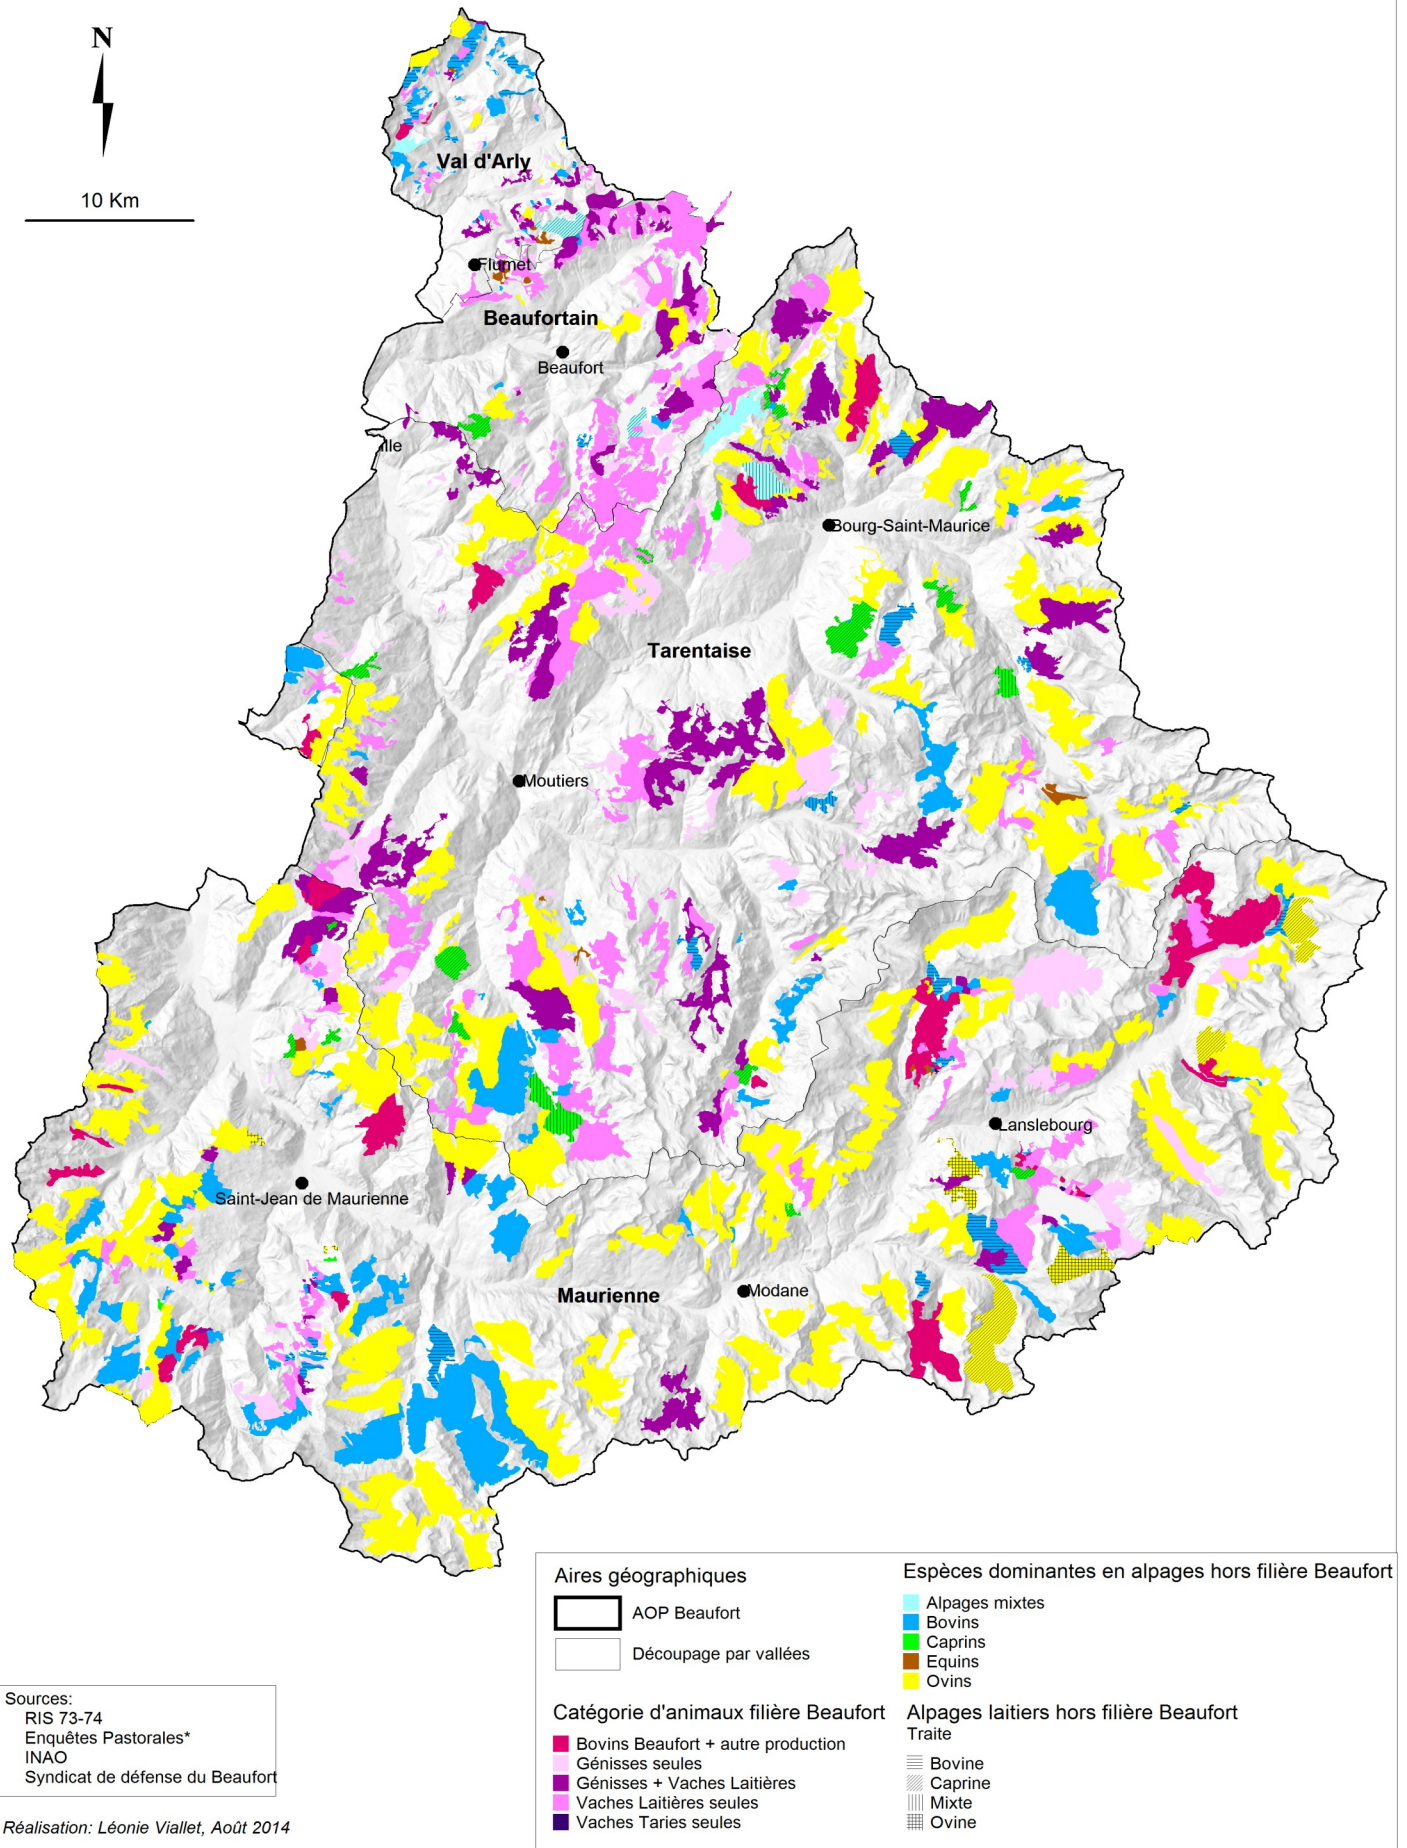 N
10 Km
Val d'Arly
Flumet
Beaufortain
Beaufort
ille
Bourg-Saint-Maurice
Tarentaise
Moutiers
Lanslebourg
Saint-Jean de Maurienne
Maurienne
Modane
Aires géographiques
AOP Beaufort
Découpage par vallées
Catégorie d'animaux filière Beaufort
Bovins Beaufort + autre production
Génisses seules
Génisses + Vaches Laitières
Vaches Laitières seules
Vaches Taries seules
Espèces dominantes en alpages hors filière Beaufort
Alpages mixtes
Bovins
Caprins
Equins
Ovins
Alpages laitiers hors filière Beaufort
Traite
Bovine
Caprine
Mixte
Ovine
Sources:
RIS 73-74
Enquêtes Pastorales*
INAO
Syndicat de défense du Beaufort
Réalisation: Léonie Viallet, Août 2014